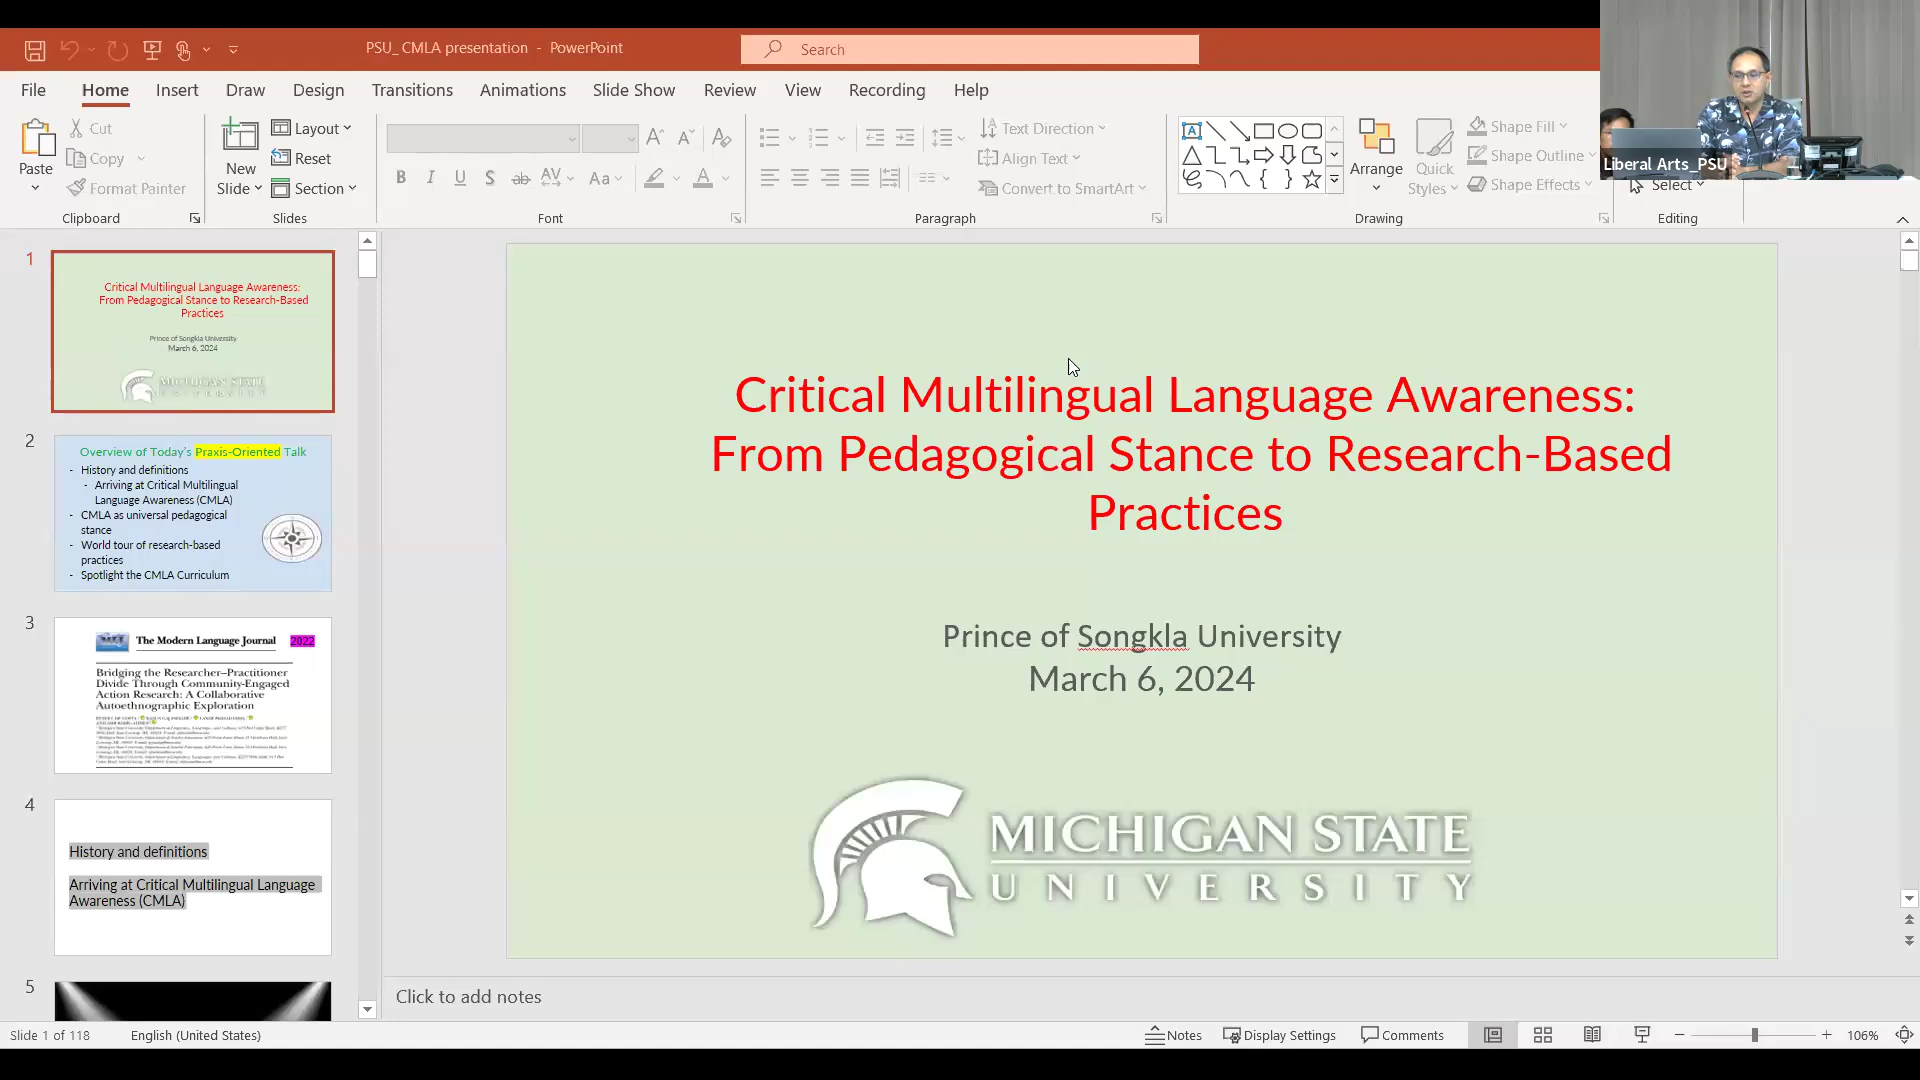 PSU_ CMLA presentation - PowerPoint
Search
File Home Insert Draw Design Transitions Animations Slide Show Review View Recording Help
Liberal Arts_PSU
Paste
Cut
Copy
Format Painter
Clipboard
New Slide
Layout
Reset
Section
Slides
B I U S ab AV Aa A
Font
Text Direction
Align Text
Convert to SmartArt
Paragraph
Arrange
Quick Styles
Shape Fill
Shape Outline
Shape Effects
Drawing
Select
Editing
1
Critical Multilingual Language Awareness:
From Pedagogical Stance to Research-Based
Practices
Prince of Songkla University
March 6, 2024
MICHIGAN STATE
UNIVERSITY
2
Overview of Today's Praxis-Oriented Talk
- History and definitions
- Arriving at Critical Multilingual
Language Awareness (CMLA)
- CMLA as universal pedagogical
stance
- World tour of research-based
practices
- Spotlight the CMLA Curriculum
3
The Modern Language Journal 2022
Bridging the Researcher–Practitioner
Divide Through Community-Engaged
Action Research: A Collaborative
Autoethnographic Exploration
4
History and definitions
Arriving at Critical Multilingual Language
Awareness (CMLA)
5
Critical Multilingual Language Awareness:
From Pedagogical Stance to Research-Based
Practices
Prince of Songkla University
March 6, 2024
MICHIGAN STATE
UNIVERSITY
Click to add notes
Slide 1 of 118 English (United States) Notes Display Settings Comments 106%